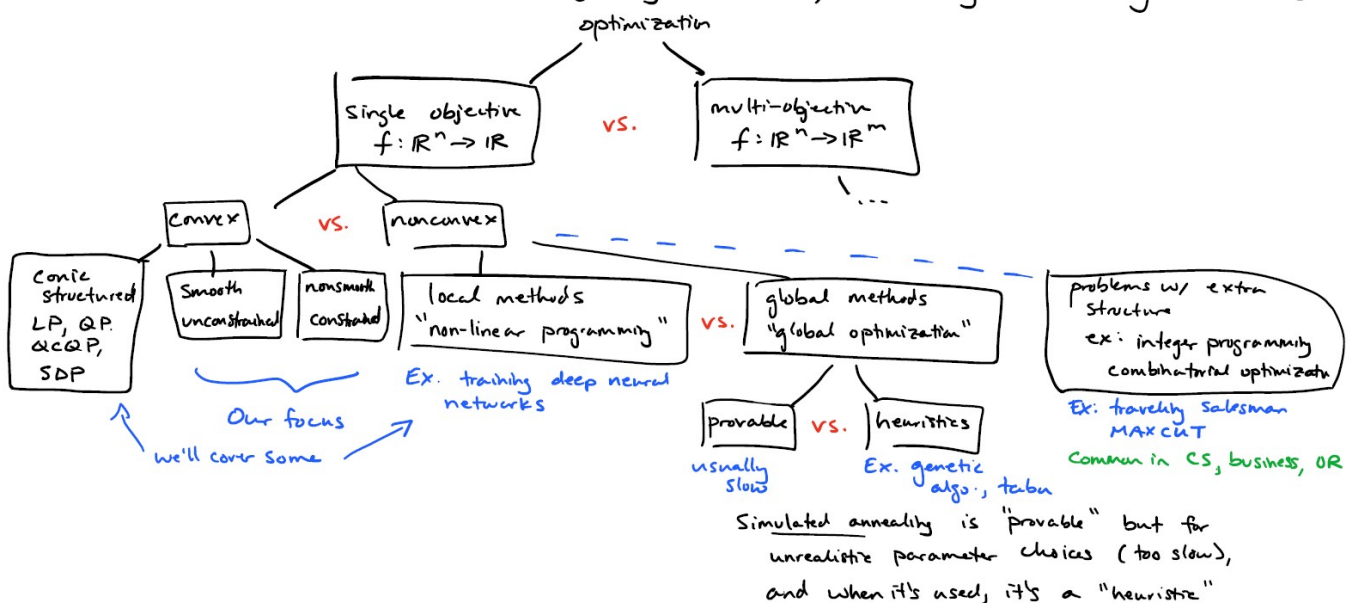 optimization
single objective
f: ℝⁿ → ℝ
vs.
multi-objective
f: ℝⁿ → ℝᵐ
...
convex
vs.
nonconvex
conic
structured
LP, QP.
QCQP,
SDP
smooth
unconstrained
nonsmooth
constrained
local methods
"non-linear programming"
vs.
global methods
"global optimization"
problems w/ extra
structure
ex: integer programming
combinatorial optimizatn
Our focus
we'll cover some
Ex. training deep neural
networks
provable
vs.
heuristics
usually
slow
Ex. genetic
algo., tabu
Ex: traveling salesman
MAXCUT
Common in CS, business, OR
Simulated annealing is "provable" but for
unrealistic parameter choices (too slow),
and when it's used, it's a "heuristic"